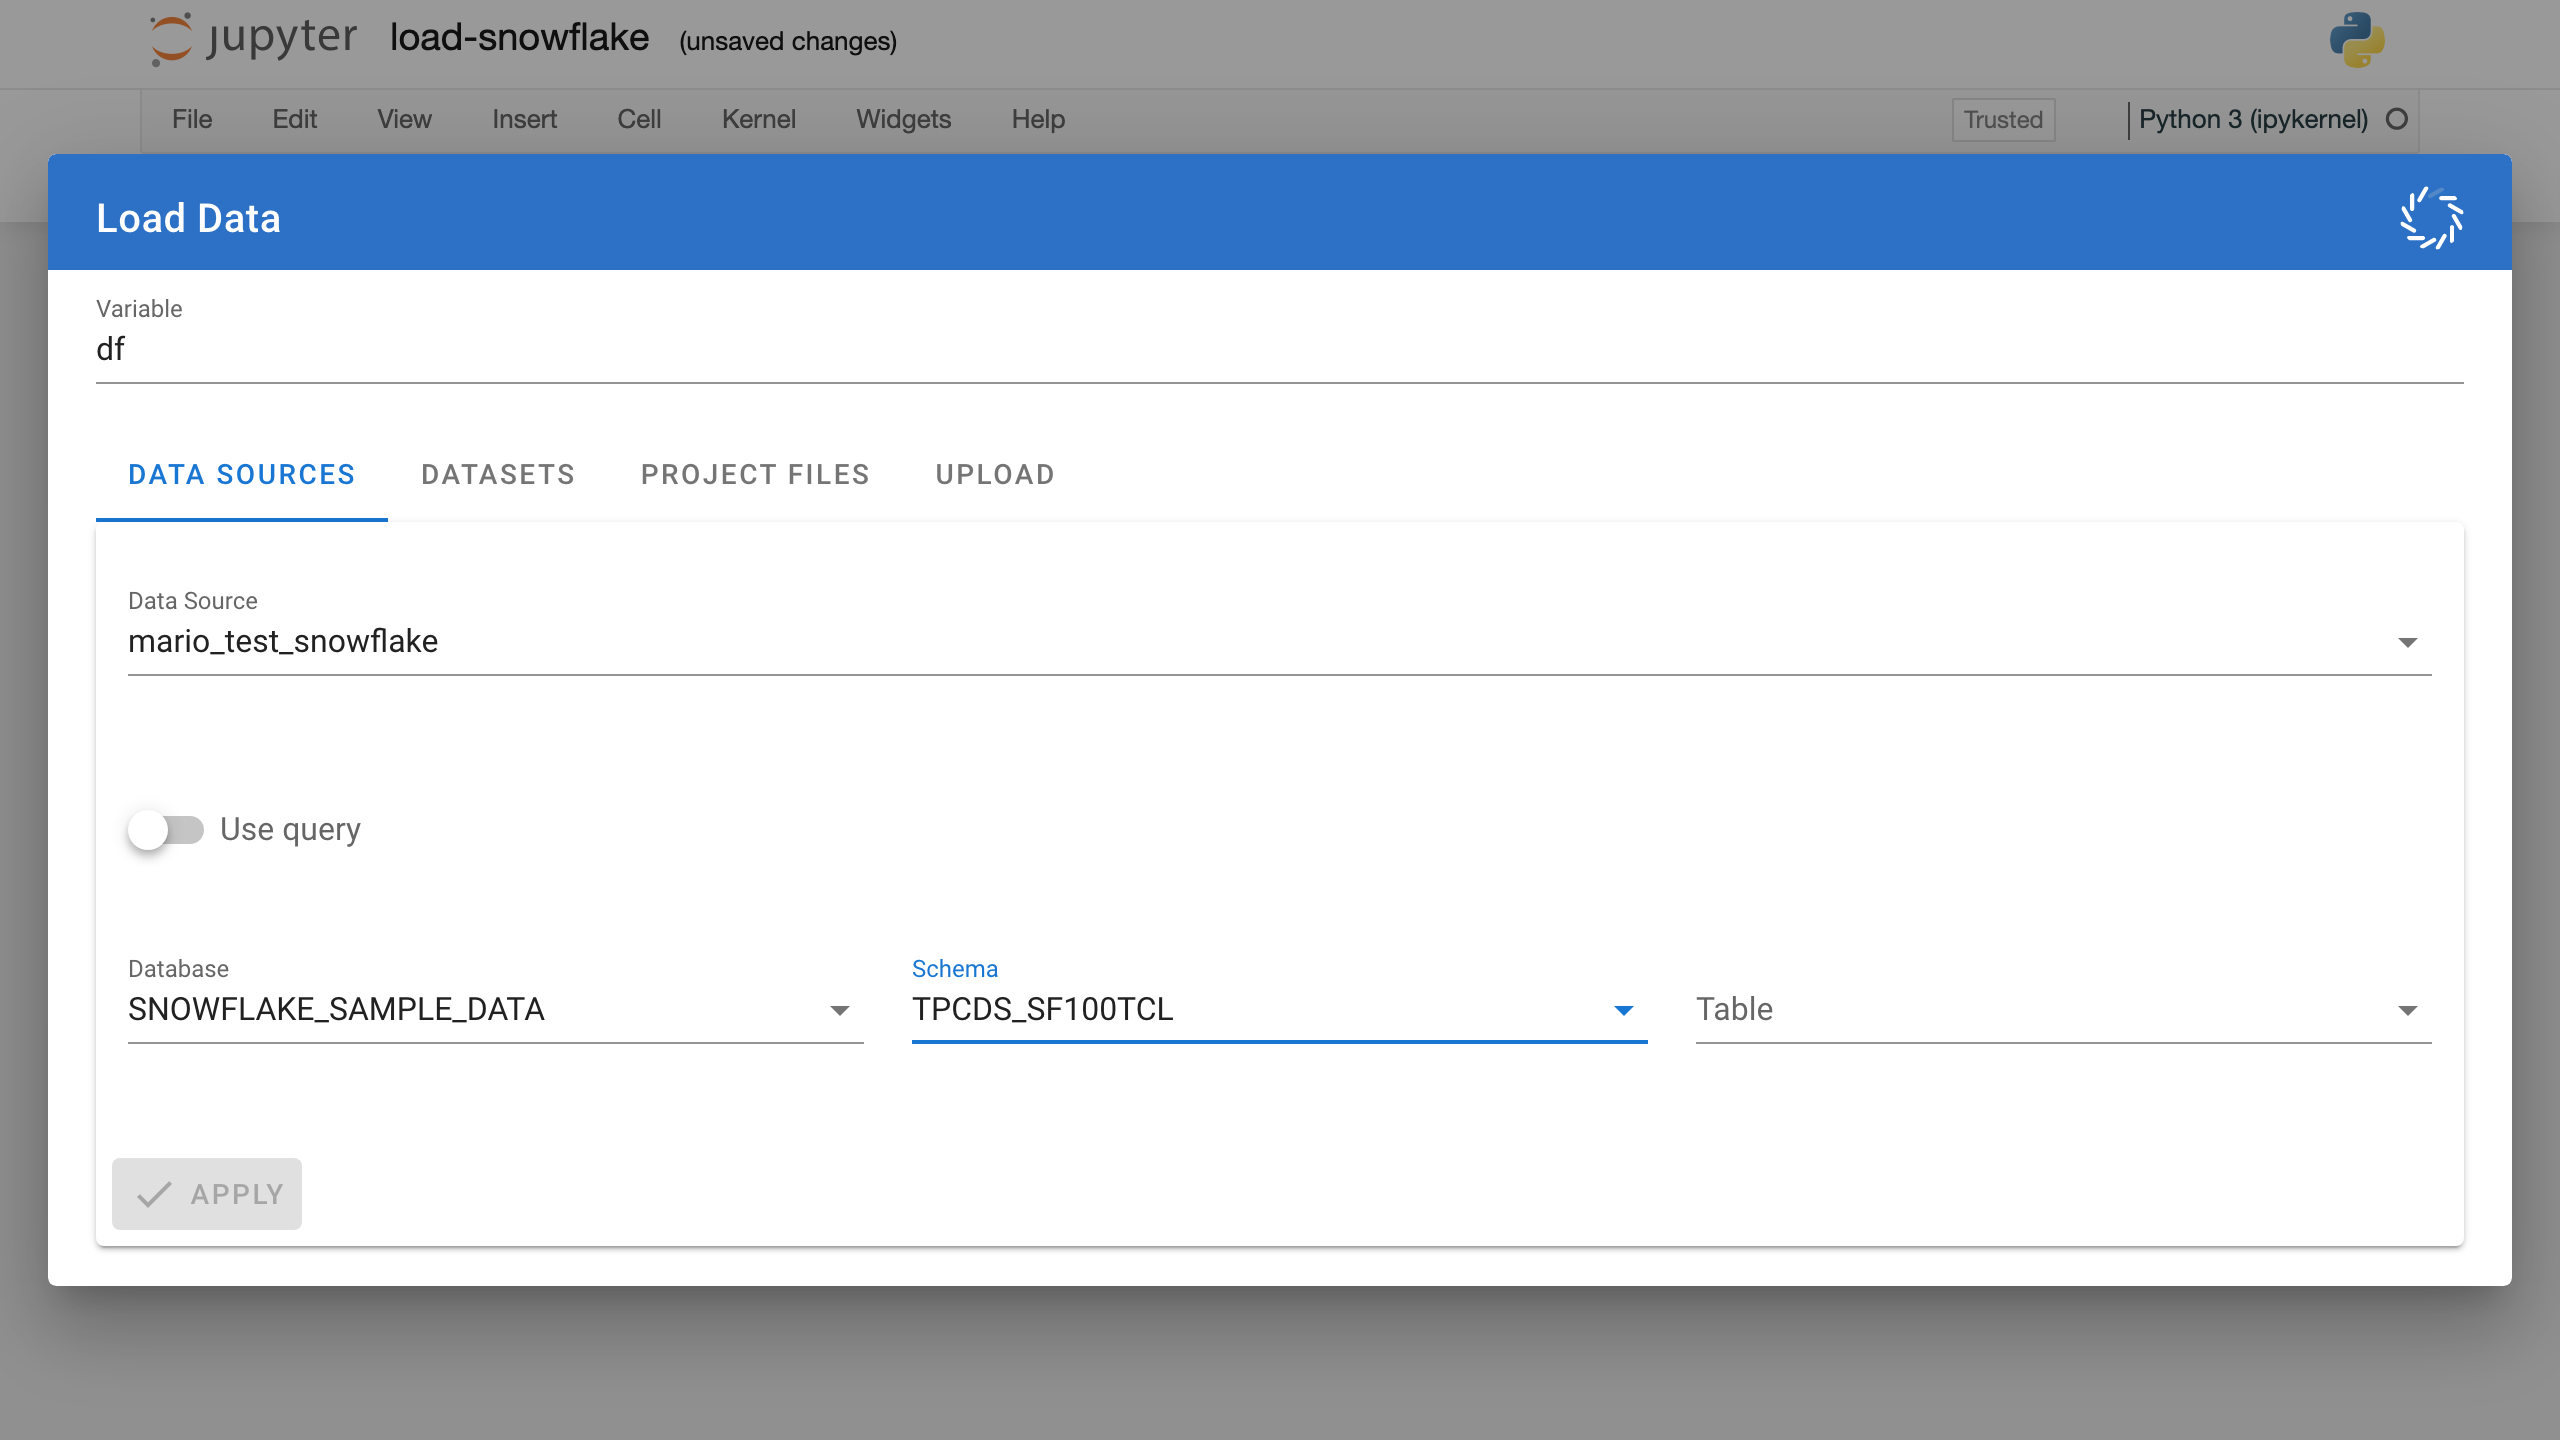 jupyter load-snowflake (unsaved changes)
File Edit View Insert Cell Kernel Widgets Help Trusted Python 3 (ipykernel)
Load Data
Variable
df
DATA SOURCES DATASETS PROJECT FILES UPLOAD
Data Source
mario_test_snowflake
Use query
Database Schema
SNOWFLAKE_SAMPLE_DATA TPCDS_SF100TCL Table
APPLY